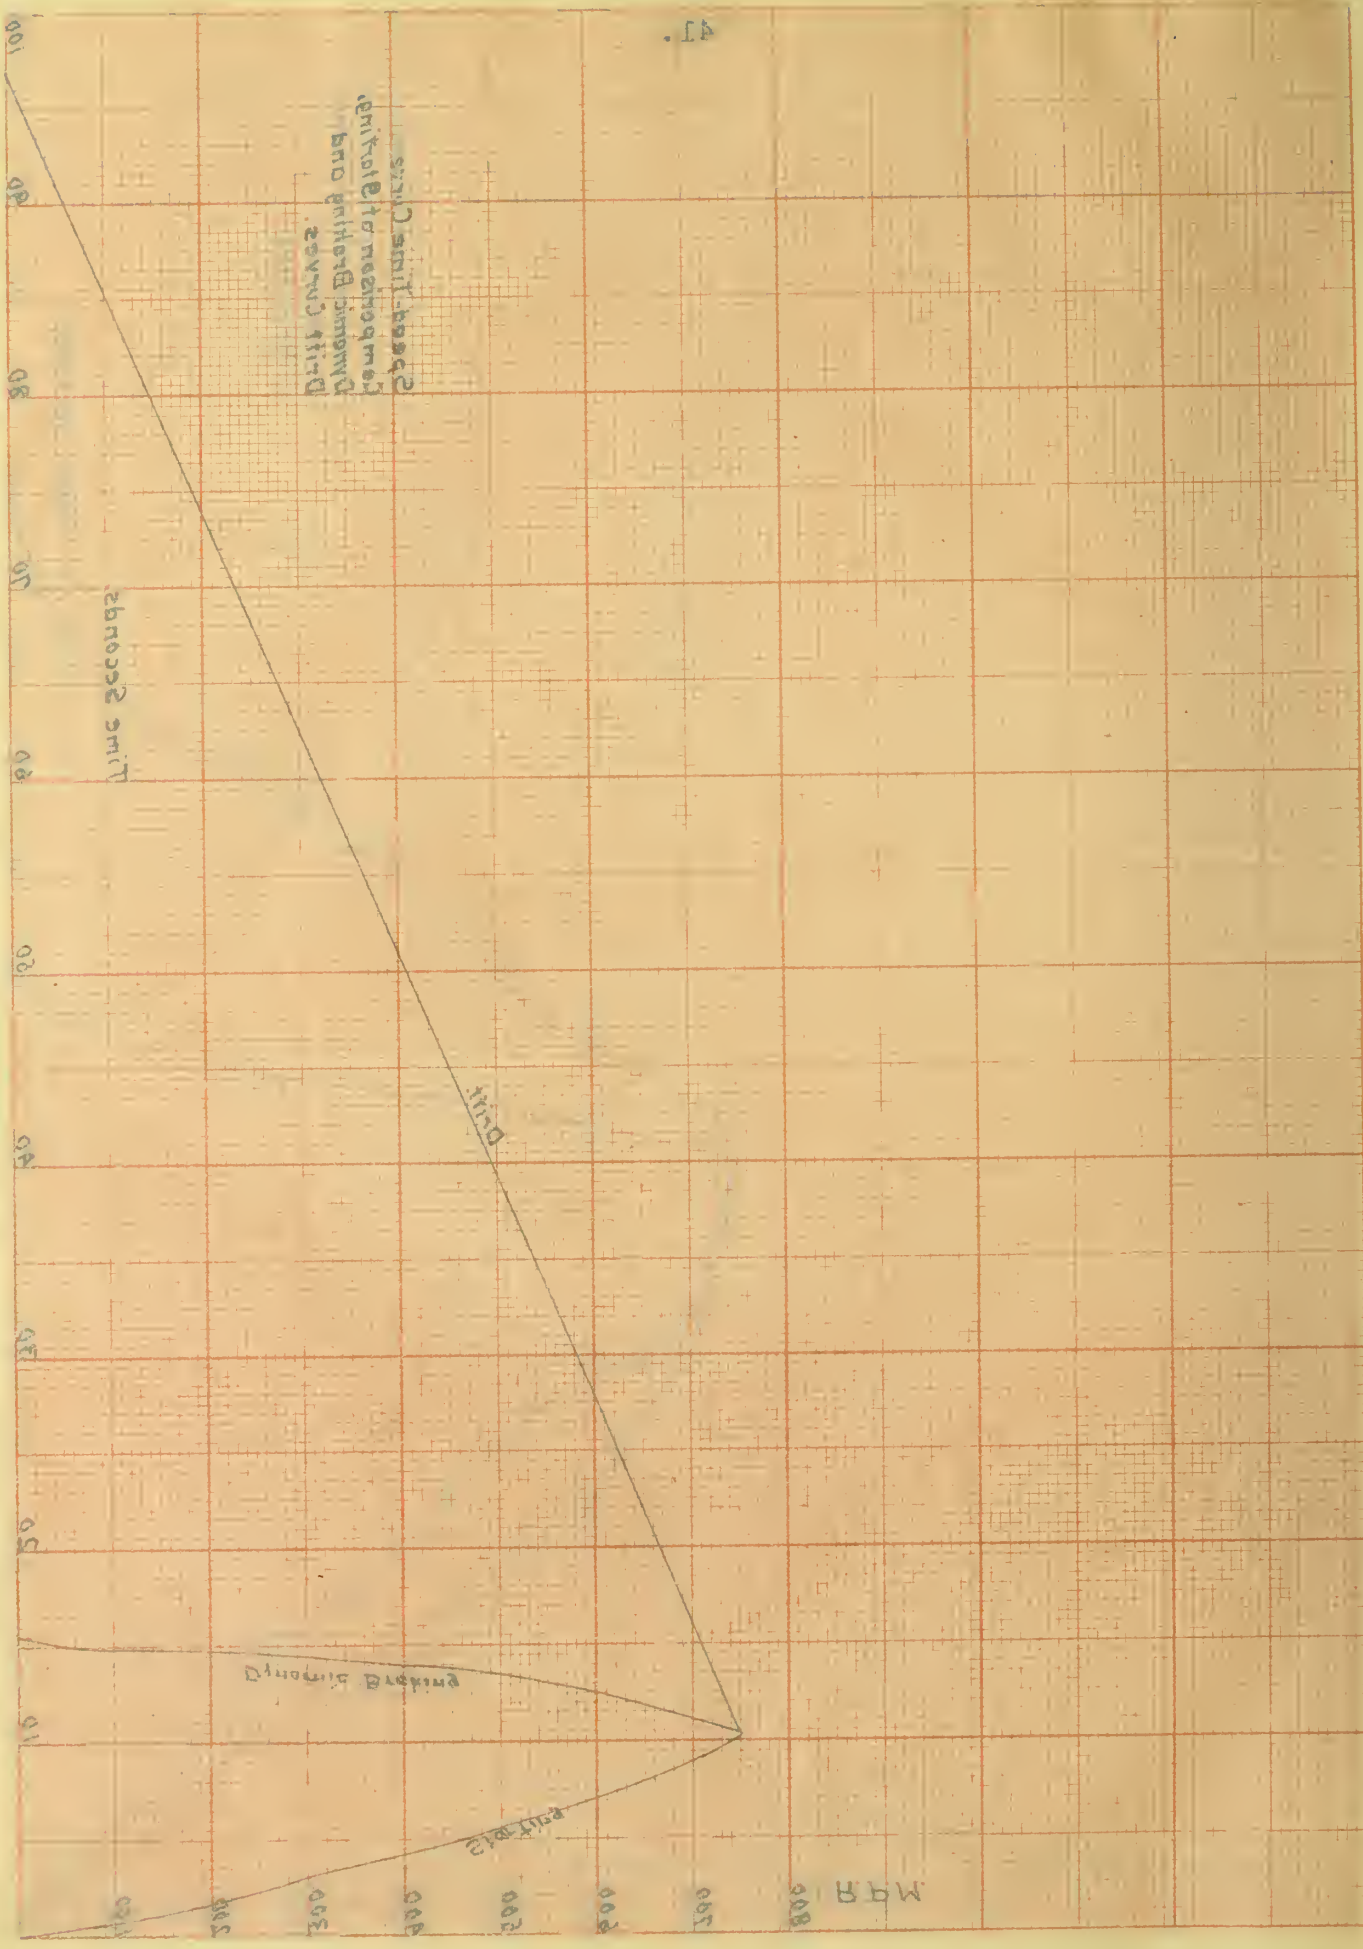 41.
Speed-Time Curve
Comparison of Starting,
Dynamic Braking and
Drift Curves.
Time Seconds
100
90
80
70
60
50
40
30
20
10
Drift
Dynamic Braking
Starting
100
200
300
400
500
600
700
800
RPM